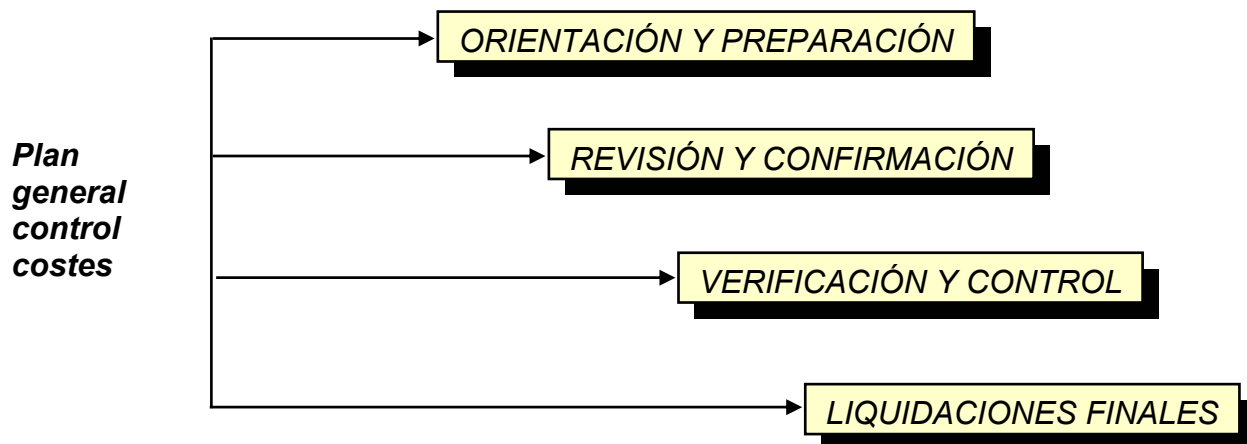 ORIENTACIÓN Y PREPARACIÓN
Plan
general
control
costes
REVISIÓN Y CONFIRMACIÓN
VERIFICACIÓN Y CONTROL
LIQUIDACIONES FINALES